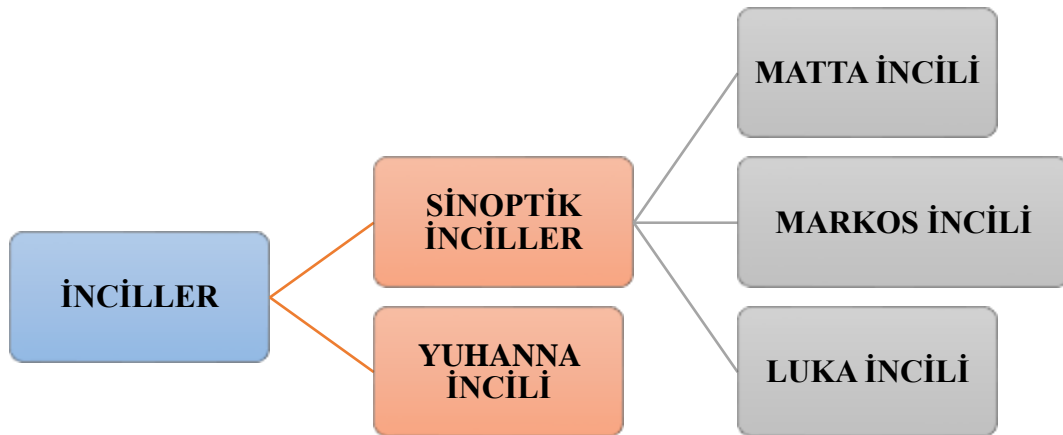 İNCİLLER
SİNOPTİK
İNCİLLER
YUHANNA
İNCİLİ
MATTA İNCİLİ
MARKOS İNCİLİ
LUKA İNCİLİ